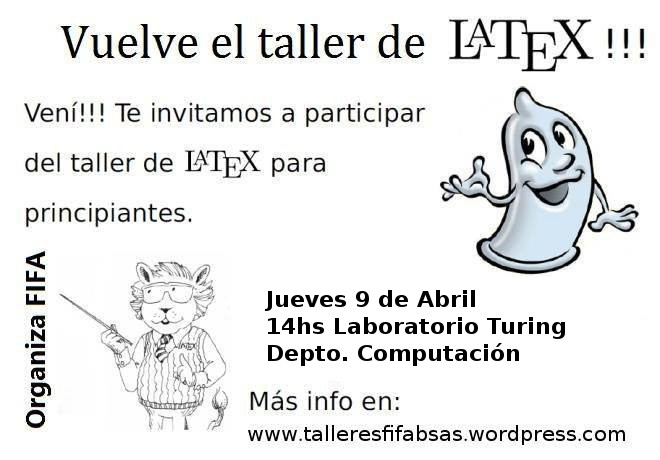 Vuelve el taller de LATEX !!!
Vení!!! Te invitamos a participar
del taller de LATEX para
principiantes.
Organiza FIFA
LATEX
Jueves 9 de Abril
14hs Laboratorio Turing
Depto. Computación
Más info en:
www.talleresfifabsas.wordpress.com